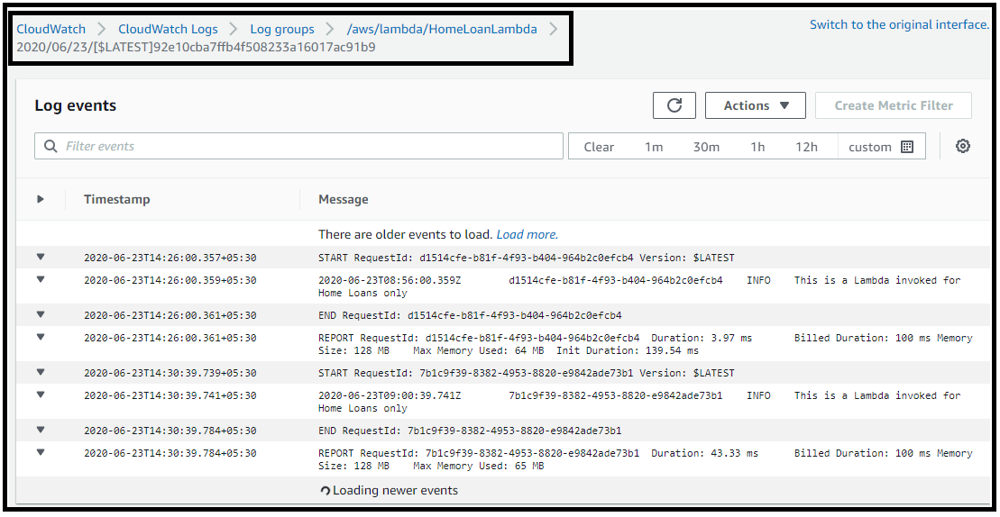 CloudWatch > CloudWatch Logs > Log groups > /aws/lambda/HomeLoanLambda >
2020/06/23/[$LATEST]92e10cba7ffb4f508233a16017ac91b9
Switch to the original interface.
Log events
Actions
Create Metric Filter
Filter events
Clear 1m 30m 1h 12h custom
Timestamp Message
There are older events to load. Load more.
2020-06-23T14:26:00.357+05:30 START RequestId: d1514cfe-b81f-4f93-b404-964b2c0efcb4 Version: $LATEST
2020-06-23T14:26:00.359+05:30 2020-06-23T08:56:00.359Z d1514cfe-b81f-4f93-b404-964b2c0efcb4 INFO This is a Lambda invoked for
Home Loans only
2020-06-23T14:26:00.361+05:30 END RequestId: d1514cfe-b81f-4f93-b404-964b2c0efcb4
2020-06-23T14:26:00.361+05:30 REPORT RequestId: d1514cfe-b81f-4f93-b404-964b2c0efcb4 Duration: 3.97 ms Billed Duration: 100 ms Memory
Size: 128 MB Max Memory Used: 64 MB Init Duration: 139.54 ms
2020-06-23T14:30:39.739+05:30 START RequestId: 7b1c9f39-8382-4953-8820-e9842ade73b1 Version: $LATEST
2020-06-23T14:30:39.741+05:30 2020-06-23T09:00:39.741Z 7b1c9f39-8382-4953-8820-e9842ade73b1 INFO This is a Lambda invoked for
Home Loans only
2020-06-23T14:30:39.784+05:30 END RequestId: 7b1c9f39-8382-4953-8820-e9842ade73b1
2020-06-23T14:30:39.784+05:30 REPORT RequestId: 7b1c9f39-8382-4953-8820-e9842ade73b1 Duration: 43.33 ms Billed Duration: 100 ms Memory
Size: 128 MB Max Memory Used: 65 MB
Loading newer events